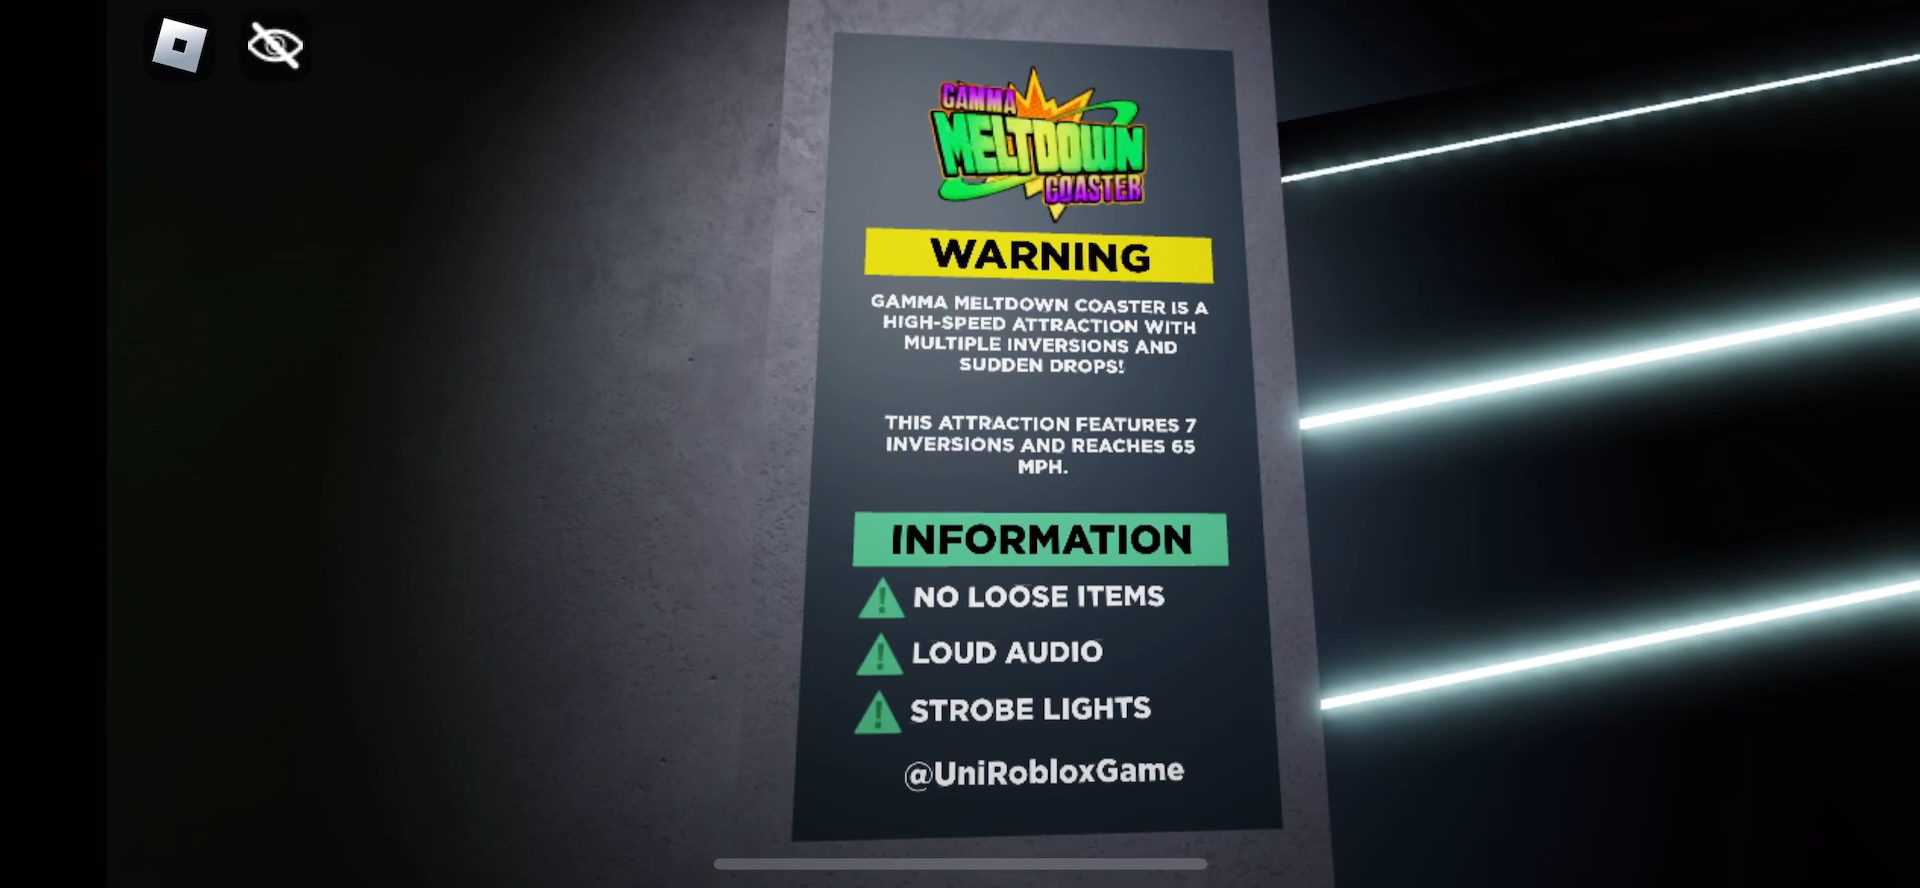 GAMMA
MELTDOWN
COASTER
WARNING
GAMMA MELTDOWN COASTER IS A
HIGH-SPEED ATTRACTION WITH
MULTIPLE INVERSIONS AND
SUDDEN DROPS!
THIS ATTRACTION FEATURES 7
INVERSIONS AND REACHES 65
MPH.
INFORMATION
NO LOOSE ITEMS
LOUD AUDIO
STROBE LIGHTS
@UniRobloxGame